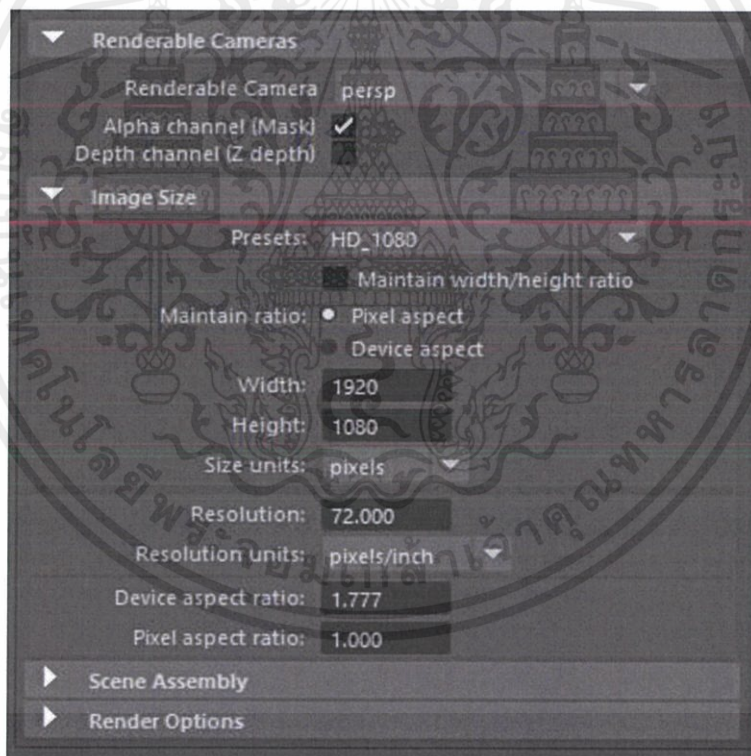 Renderable Cameras
Renderable Camera persp
Alpha channel (Mask)
Depth channel (Z depth)
Image Size
Presets: HD_1080
Maintain width/height ratio
Maintain ratio: Pixel aspect
Device aspect
Width: 1920
Height: 1080
Size units: pixels
Resolution: 72.000
Resolution units: pixels/inch
Device aspect ratio: 1.777
Pixel aspect ratio: 1.000
Scene Assembly
Render Options